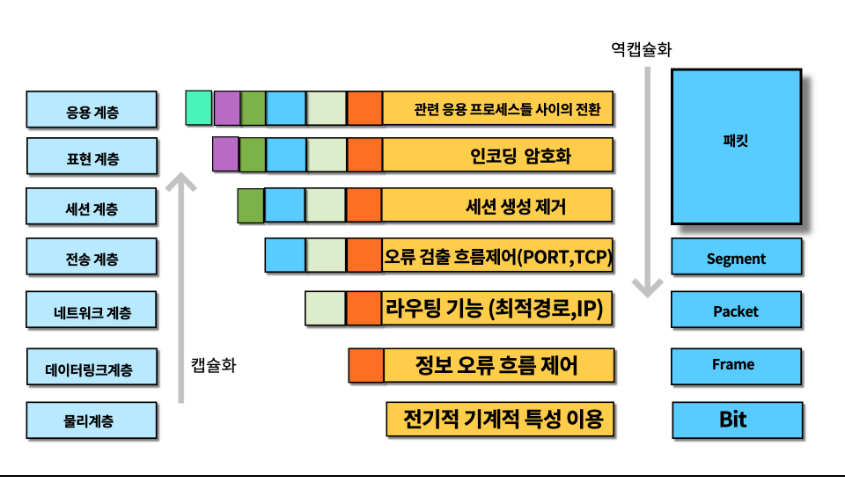 역캡슐화
응용 계층
관련 응용 프로세스들 사이의 전환
패킷
표현 계층
인코딩 암호화
세션 계층
세션 생성 제거
전송 계층
오류 검출 흐름제어(PORT,TCP)
Segment
네트워크 계층
라우팅 기능 (최적경로,IP)
Packet
데이터링크계층
캡슐화
정보 오류 흐름 제어
Frame
물리계층
전기적 기계적 특성 이용
Bit